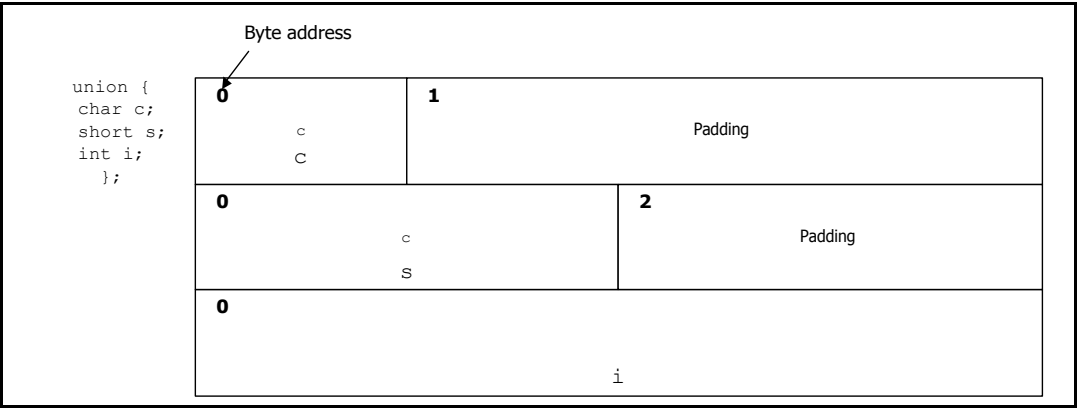 Byte address
union {
char c;
short s;
int i;
};
0
1
c
Padding
C
0
2
c
Padding
S
0
i